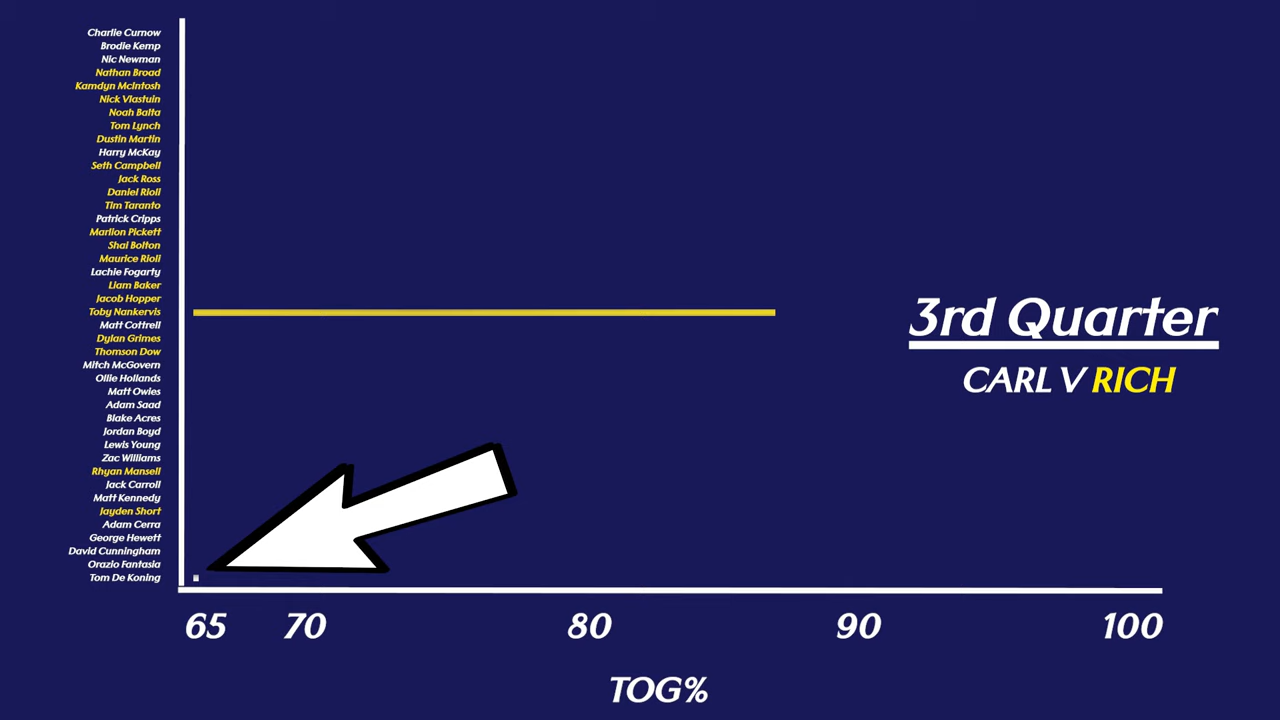 Charlie Curnow
Brodie Kemp
Nic Newman
Nathan Broad
Kamdyn McIntosh
Nick Vlastuin
Noah Balta
Tom Lynch
Dustin Martin
Harry McKay
Seth Campbell
Jack Ross
Daniel Rioli
Tim Taranto
Patrick Cripps
Marlion Pickett
Shai Bolton
Maurice Rioli
Lachie Fogarty
Liam Baker
Jacob Hopper
Toby Nankervis
Matt Cottrell
Dylan Grimes
Thomson Dow
Mitch McGovern
Ollie Hollands
Matt Owies
Adam Saad
Blake Acres
Jordan Boyd
Lewis Young
Zac Williams
Rhyan Mansell
Jack Carroll
Matt Kennedy
Jayden Short
Adam Cerra
George Hewett
David Cunningham
Orazio Fantasia
Tom De Koning
3rd Quarter
CARL V RICH
65 70 80 90 100
TOG%